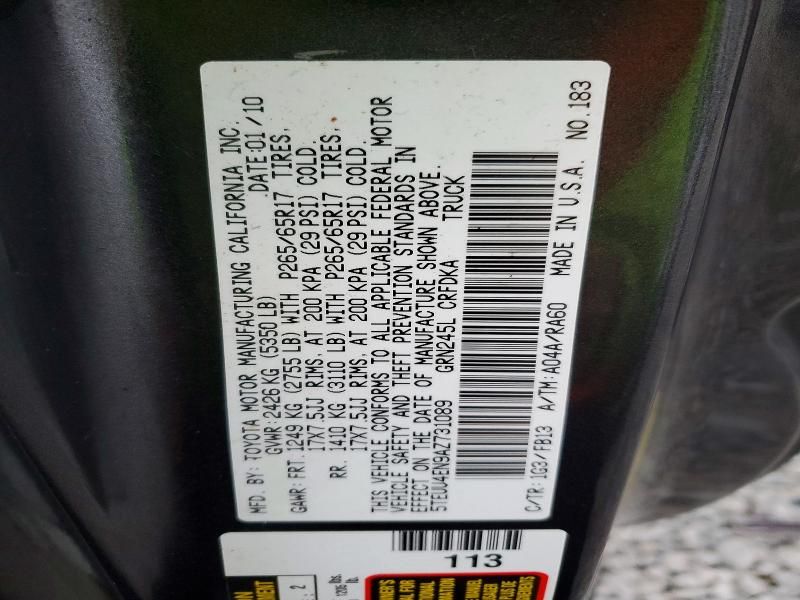 MFD. BY: TOYOTA MOTOR MANUFACTURING CALIFORNIA INC.
GVWR: 2426 KG (5350 LB) DATE: 01/10
GAWR: FRT. 1249 KG (2755 LB) WITH P265/65R17 TIRES,
17X7.5JJ RIMS, AT 200 KPA (29 PSI) COLD.
RR. 1410 KG (3110 LB) WITH P265/65R17 TIRES,
17X7.5JJ RIMS, AT 200 KPA (29 PSI) COLD.
THIS VEHICLE CONFORMS TO ALL APPLICABLE FEDERAL MOTOR
VEHICLE SAFETY AND THEFT PREVENTION STANDARDS IN
EFFECT ON THE DATE OF MANUFACTURE SHOWN ABOVE.
5TEUU4EN9AZ731089 GRN245L CRFDKA TRUCK
C/TR: 1G3/FB13 A/TM: A04A/RA60 MADE IN U.S.A. NO.183
113